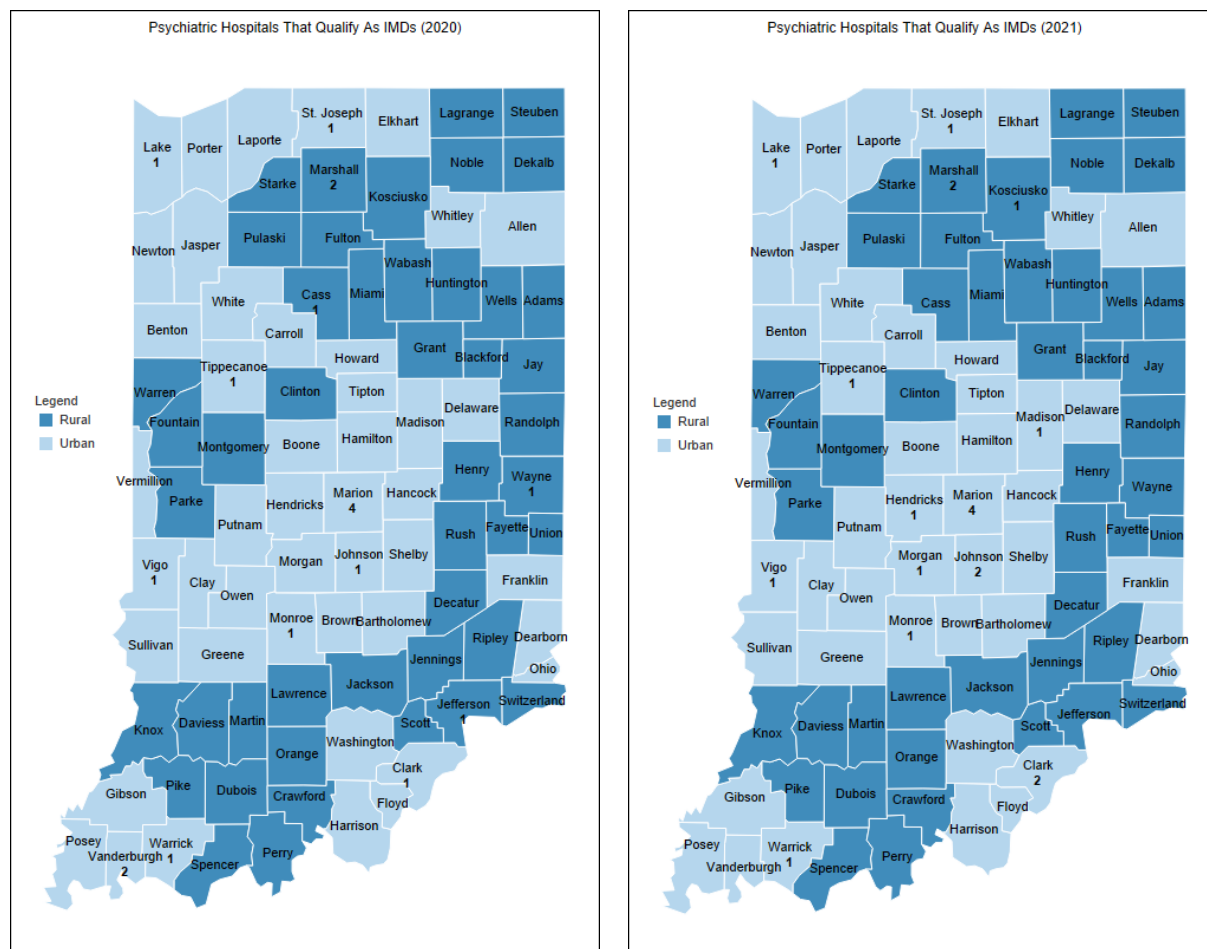 Psychiatric Hospitals That Qualify As IMDs (2020)
St. Joseph
1
Elkhart
Lagrange
Steuben
Lake
1
Porter
Laporte
Marshall
2
Noble
Dekalb
Starke
Kosciusko
Whitley
Allen
Newton
Jasper
Pulaski
Fulton
Wabash
Huntington
White
Cass
1
Miami
Wells
Adams
Benton
Carroll
Howard
Grant
Blackford
Jay
Tippecanoe
1
Warren
Clinton
Tipton
Delaware
Legend
Rural
Urban
Fountain
Montgomery
Boone
Hamilton
Madison
Randolph
Vermillion
Parke
Hendricks
Marion
4
Hancock
Henry
Wayne
1
Putnam
Rush
Fayette
Union
Vigo
1
Clay
Owen
Morgan
Johnson
1
Shelby
Franklin
Decatur
Sullivan
Greene
Monroe
1
Brown
Bartholomew
Ripley
Dearborn
Ohio
Jennings
Jackson
Lawrence
Knox
Daviess
Martin
Jefferson
1
Switzerland
Scott
Orange
Washington
Clark
1
Gibson
Pike
Dubois
Crawford
Floyd
Harrison
Posey
Vanderburgh
2
Warrick
1
Spencer
Perry
Psychiatric Hospitals That Qualify As IMDs (2021)
St. Joseph
1
Elkhart
Lagrange
Steuben
Lake
1
Porter
Laporte
Marshall
2
Noble
Dekalb
Starke
Kosciusko
1
Whitley
Allen
Newton
Jasper
Pulaski
Fulton
Wabash
Huntington
White
Cass
Miami
Wells
Adams
Benton
Carroll
Howard
Grant
Blackford
Jay
Tippecanoe
1
Warren
Clinton
Tipton
Delaware
Legend
Rural
Urban
Fountain
Montgomery
Boone
Hamilton
Madison
1
Randolph
Vermillion
Parke
Hendricks
1
Marion
4
Hancock
Henry
Wayne
Putnam
Rush
Fayette
Union
Vigo
1
Clay
Owen
Morgan
1
Johnson
2
Shelby
Franklin
Decatur
Sullivan
Greene
Monroe
1
Brown
Bartholomew
Ripley
Dearborn
Ohio
Jennings
Jackson
Lawrence
Knox
Daviess
Martin
Jefferson
Switzerland
Scott
Orange
Washington
Clark
2
Gibson
Pike
Dubois
Crawford
Floyd
Harrison
Posey
Vanderburgh
Warrick
1
Spencer
Perry